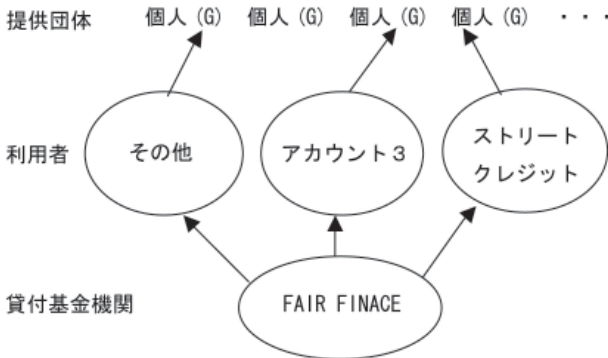 提供団体 個人 (G) 個人 (G) 個人 (G) 個人 (G) ・・・
利用者 その他 アカウント3 ストリート
クレジット
貸付基金機関 FAIR FINACE